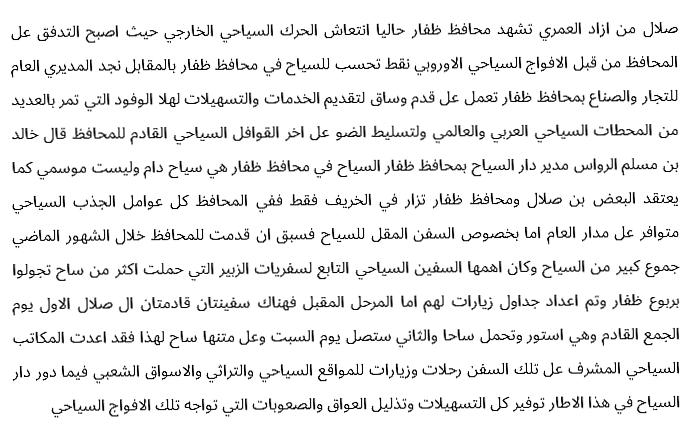 صلال من ازاد العمري تشهد محافظ ظفار حاليا انتعاش الحرك السياحي الخارجي حيث اصبح التدفق عل
المحافظ من قبل الافواج السياحي الاوروبي نقط تحسب للسياح في محافظ ظفار بالمقابل نجد المديري العام
للتجار والصناع بمحافظ ظفار تعمل عل قدم وساق لتقديم الخدمات والتسهيلات لهلا الوفود التي تمر بالعديد
من المحطات السياحي العربي والعالمي ولتسليط الضو عل اخر القوافل السياحي القادم للمحافظ قال خالد
بن مسلم الرواس مدير دار السياح بمحافظ ظفار السياح في محافظ ظفار هي سياح دام وليست موسمي كما
يعتقد البعض بن صلال ومحافظ ظفار تزار في الخريف فقط ففي المحافظ كل عوامل الجذب السياحي
متوافر عل مدار العام اما بخصوص السفن المقل للسياح فسبق ان قدمت للمحافظ خلال الشهور الماضي
جموع كبير من السياح وكان اهمها السفين السياحي التابع لسفريات الزبير التي حملت اكثر من ساح تجولوا
بربوع ظفار وتم اعداد جداول زيارات لهم اما المرحل المقبل فهناك سفينتان قادمتان ال صلال الاول يوم
الجمع القادم وهي استور وتحمل ساحا والثاني ستصل يوم السبت وعل متنها ساح لهذا فقد اعدت المكاتب
السياحي المشرف عل تلك السفن رحلات وزيارات للمواقع السياحي والتراثي والاسواق الشعبي فيما دور دار
السياح في هذا الاطار توفير كل التسهيلات وتذليل العواق والصعوبات التي تواجه تلك الافواج السياحي